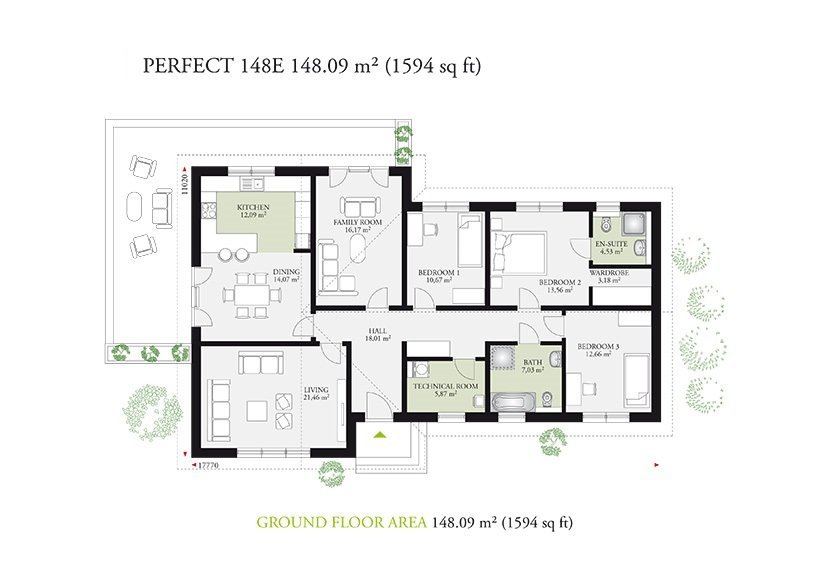 PERFECT 148E 148.09 m² (1594 sq ft)
11020
KITCHEN
12.09 m²
FAMILY ROOM
16,17 m²
DINING
14,07 m²
BEDROOM 1
10,67 m²
BEDROOM 2
13,56 m²
EN-SUITE
4.53 m²
WARDROBE
3,18 m²
HALL
18,01 m²
BEDROOM 3
12.66 m²
BATH
7,03 m²
LIVING
21,46 m²
TECHNICAL ROOM
5,87 m²
17770
GROUND FLOOR AREA 148.09 m² (1594 sq ft)